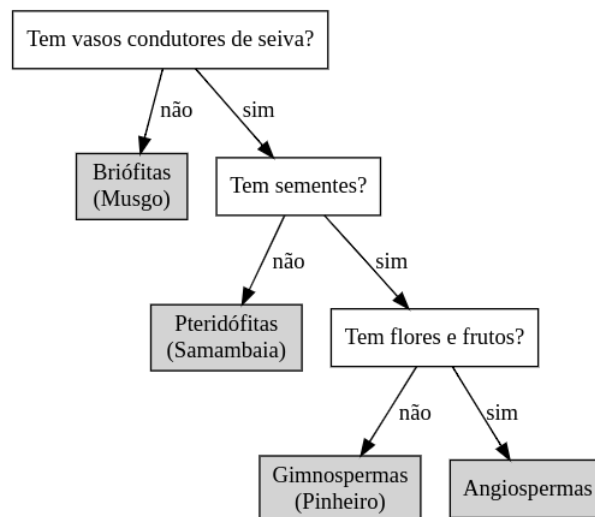 Tem vasos condutores de seiva?
não
sim
Briófitas
(Musgo)
Tem sementes?
não
sim
Pteridófitas
(Samambaia)
Tem flores e frutos?
não
sim
Gimnospermas
(Pinheiro)
Angiospermas